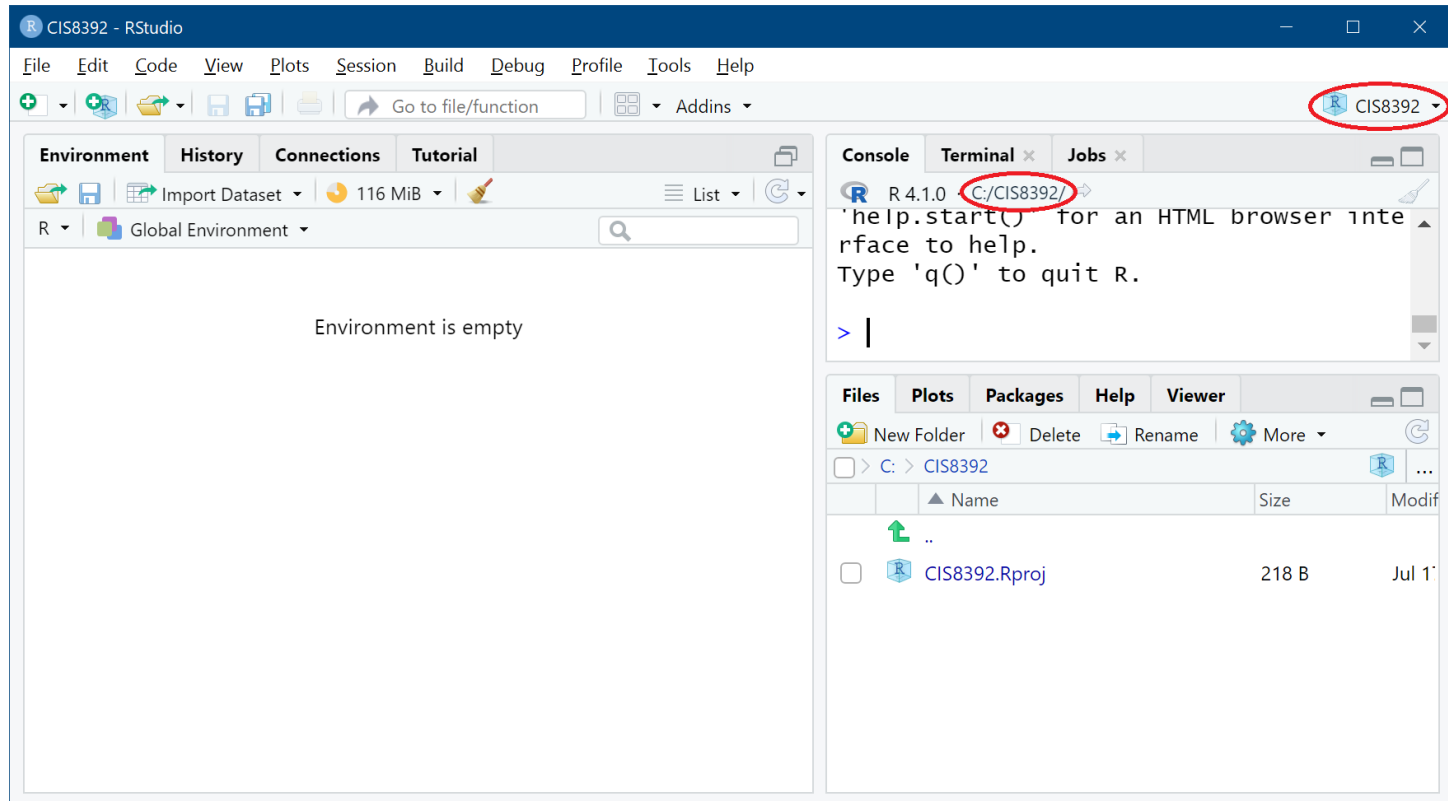 CIS8392 - RStudio
File Edit Code View Plots Session Build Debug Profile Tools Help
Go to file/function Addins CIS8392
Environment History Connections Tutorial
Import Dataset 116 MiB List
R Global Environment
Environment is empty
Console Terminal Jobs
R 4.1.0 · C:/CIS8392/
'help.start()' for an HTML browser inte
rface to help.
Type 'q()' to quit R.
>
Files Plots Packages Help Viewer
New Folder Delete Rename More
C: > CIS8392 ...
Name Size Modif
..
CIS8392.Rproj 218 B Jul 1